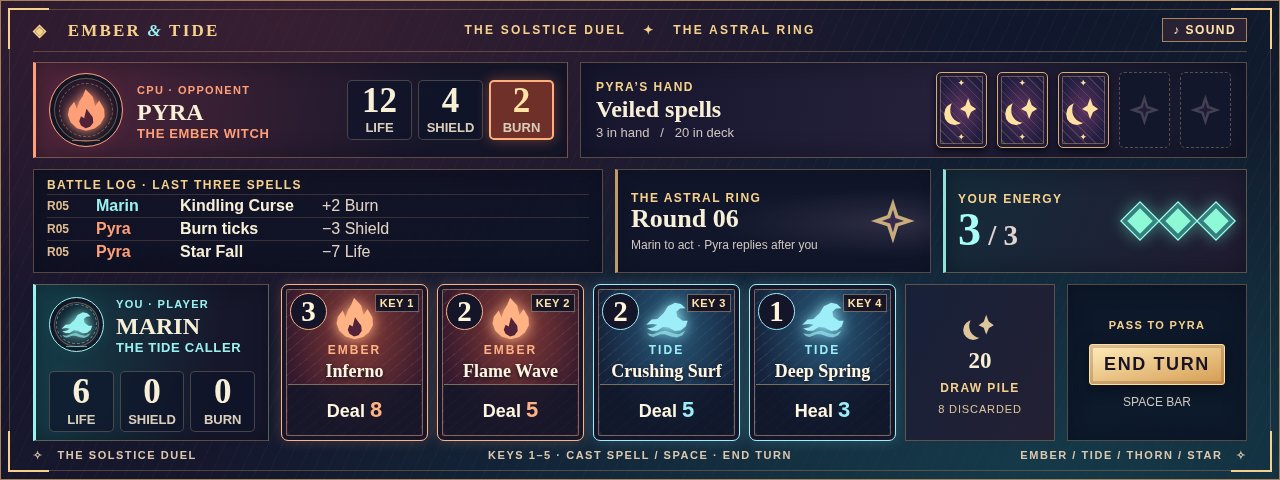 ◈ EMBER & TIDE
THE SOLSTICE DUEL ✦ THE ASTRAL RING
♪ SOUND
CPU · OPPONENT
PYRA
THE EMBER WITCH
12 LIFE
4 SHIELD
2 BURN
PYRA'S HAND
Veiled spells
3 in hand / 20 in deck
BATTLE LOG · LAST THREE SPELLS
R05 Marin Kindling Curse +2 Burn
R05 Pyra Burn ticks −3 Shield
R05 Pyra Star Fall −7 Life
THE ASTRAL RING
Round 06
Marin to act · Pyra replies after you
YOUR ENERGY
3 / 3
YOU · PLAYER
MARIN
THE TIDE CALLER
6 LIFE
0 SHIELD
0 BURN
3 KEY 1
EMBER
Inferno
Deal 8
2 KEY 2
EMBER
Flame Wave
Deal 5
2 KEY 3
TIDE
Crushing Surf
Deal 5
1 KEY 4
TIDE
Deep Spring
Heal 3
20
DRAW PILE
8 DISCARDED
PASS TO PYRA
END TURN
SPACE BAR
✧ THE SOLSTICE DUEL
KEYS 1–5 · CAST SPELL / SPACE · END TURN
EMBER / TIDE / THORN / STAR ✧